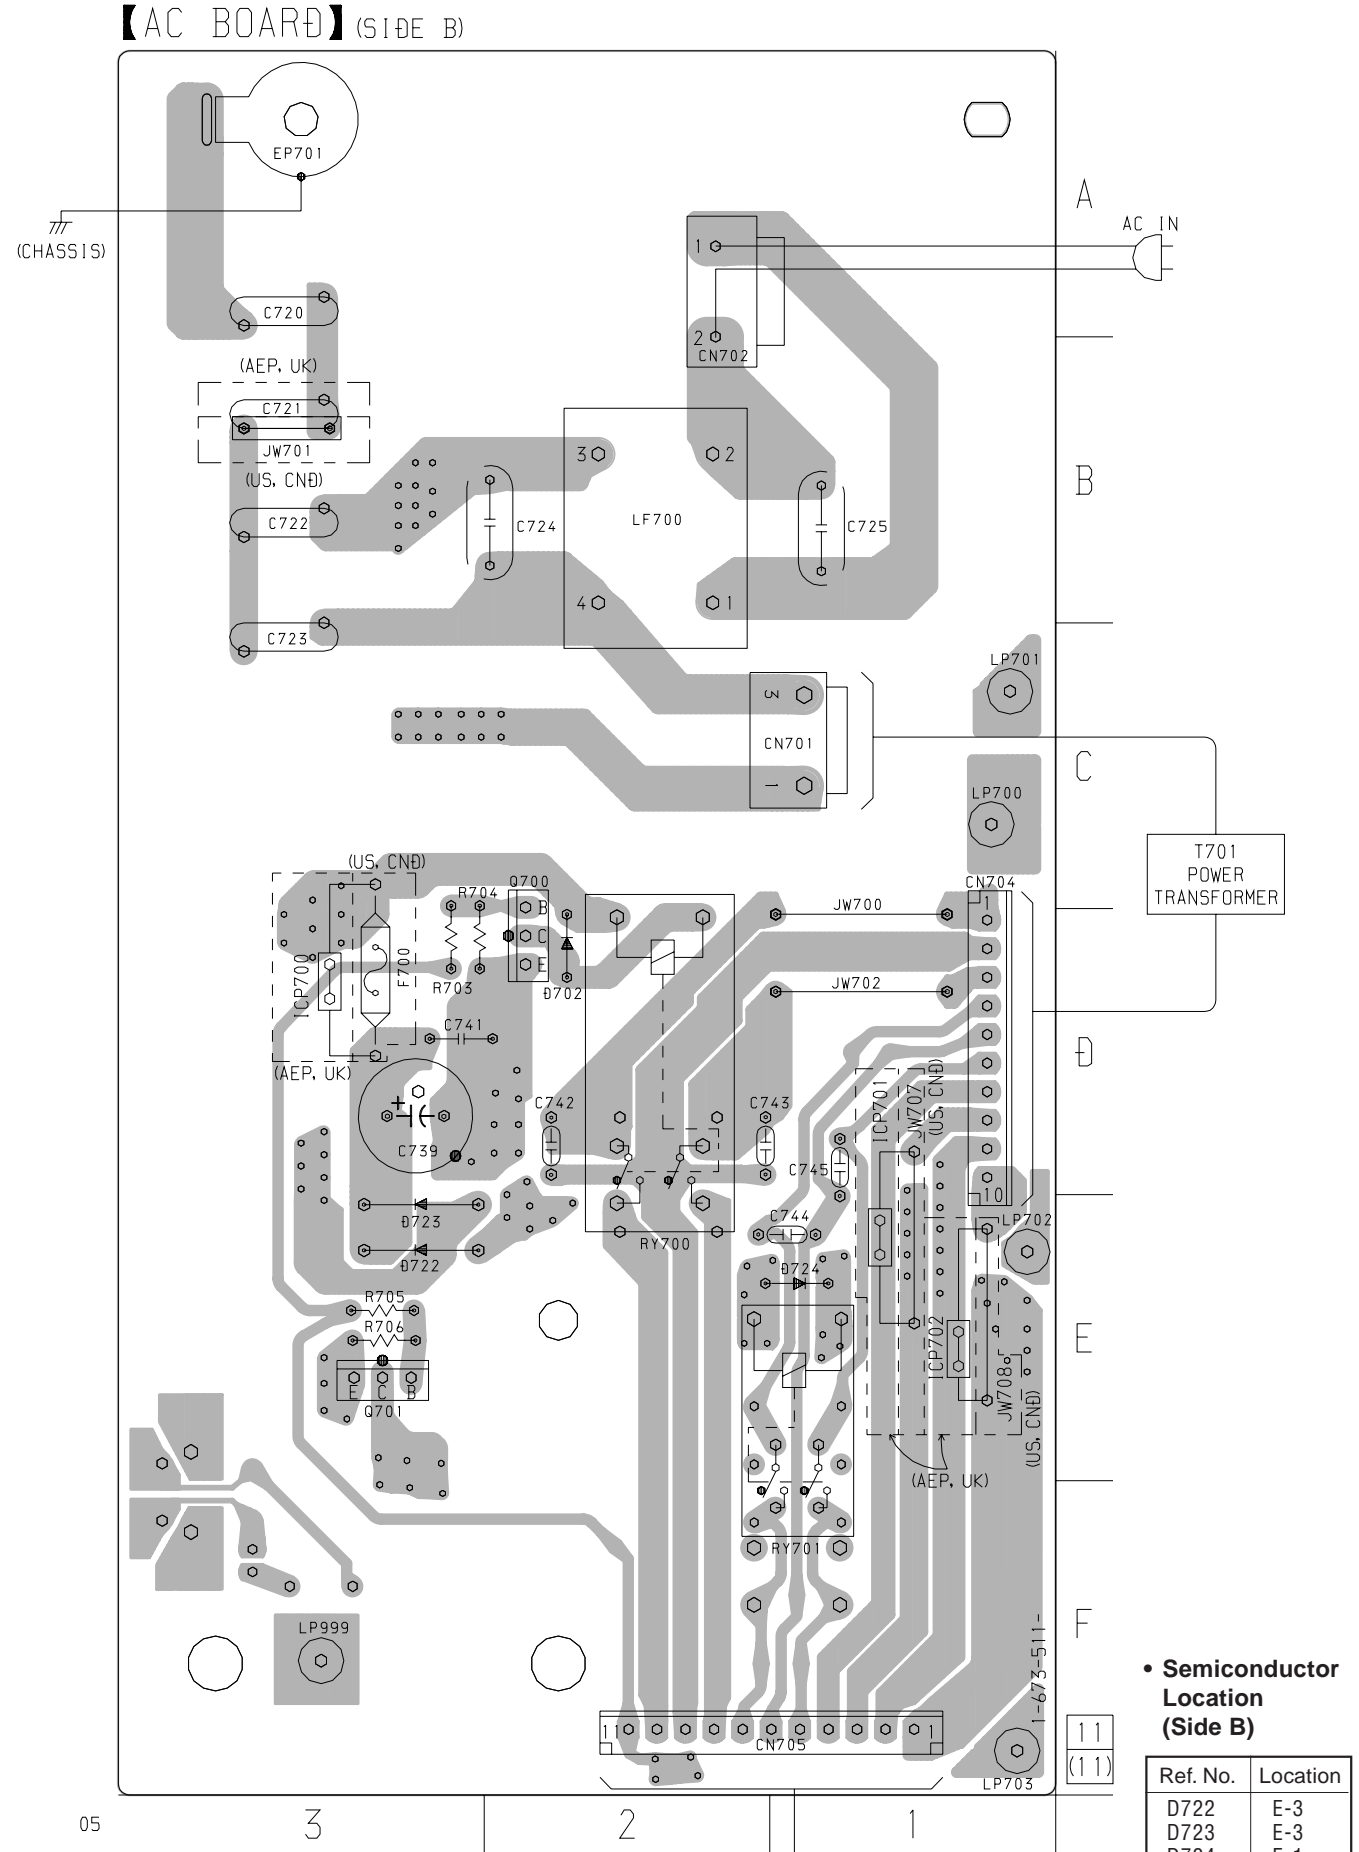 【AC BOARD】(SIDE B)
EP701
(CHASSIS)
A
AC IN
1
C720
2
CN702
(AEP, UK)
C721
JW701
(US, CND)
3
2
B
C722
C724
LF700
C725
4
1
C723
LP701
3
CN701
C
1
LP700
T701
POWER
TRANSFORMER
(US, CND)
R704
Q700
CN704
1
B
JW700
C
ICP700
F700
E
R703
D702
JW702
C741
D
(AEP, UK)
ICP701
JW707
(US, CND)
+
C742
C743
C739
C745
10
D723
C744
LP702
RY700
D722
D724
R705
R706
E
ICP702
E C B
JW708
Q701
(US, CND)
(AEP, UK)
RY701
F
LP999
1-673-511-
• Semiconductor
Location
(Side B)
11
1
11
CN705
(11)
LP703
Ref. No.
Location
D722
E-3
D723
E-3
05
3
2
1